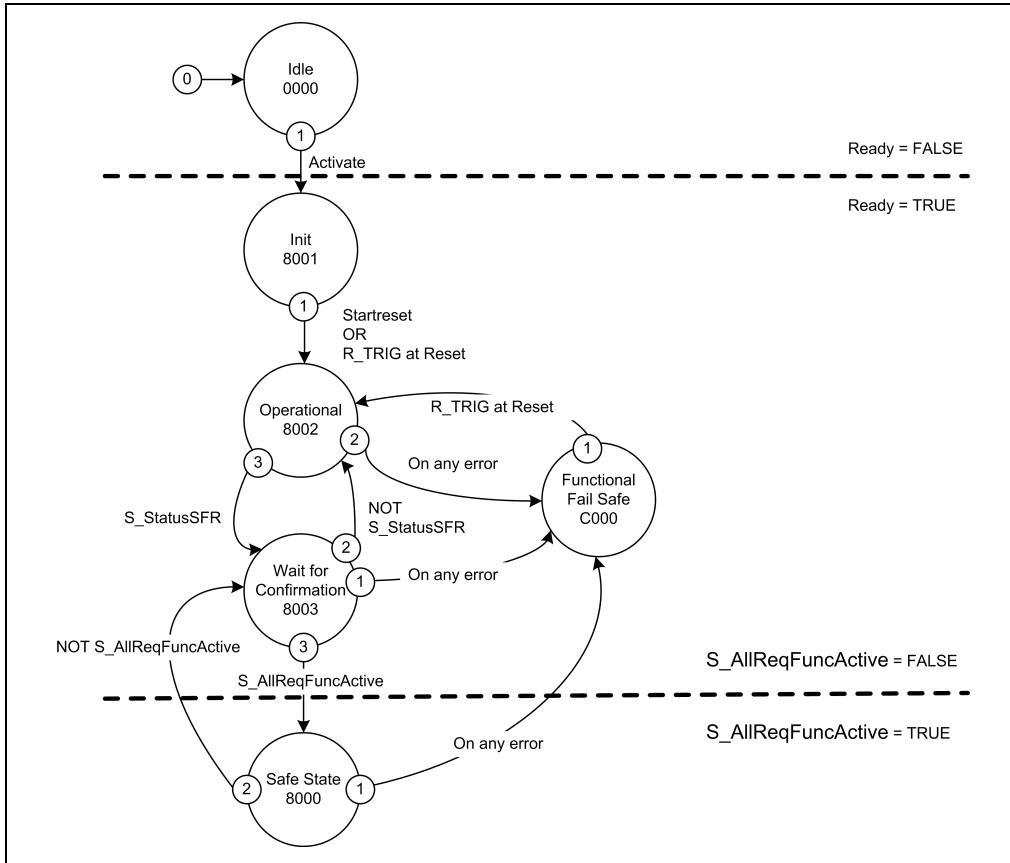 0
Idle
0000
1
Activate
Ready = FALSE
Ready = TRUE
Init
8001
1
Startreset
OR
R_TRIG at Reset
Operational
8002
R_TRIG at Reset
2
3
1
On any error
Functional
Fail Safe
C000
S_StatusSFR
NOT
S_StatusSFR
2
Wait for
Confirmation
8003
1
On any error
3
NOT S_AllReqFuncActive
S_AllReqFuncActive
S_AllReqFuncActive = FALSE
S_AllReqFuncActive = TRUE
On any error
Safe State
8000
2
1